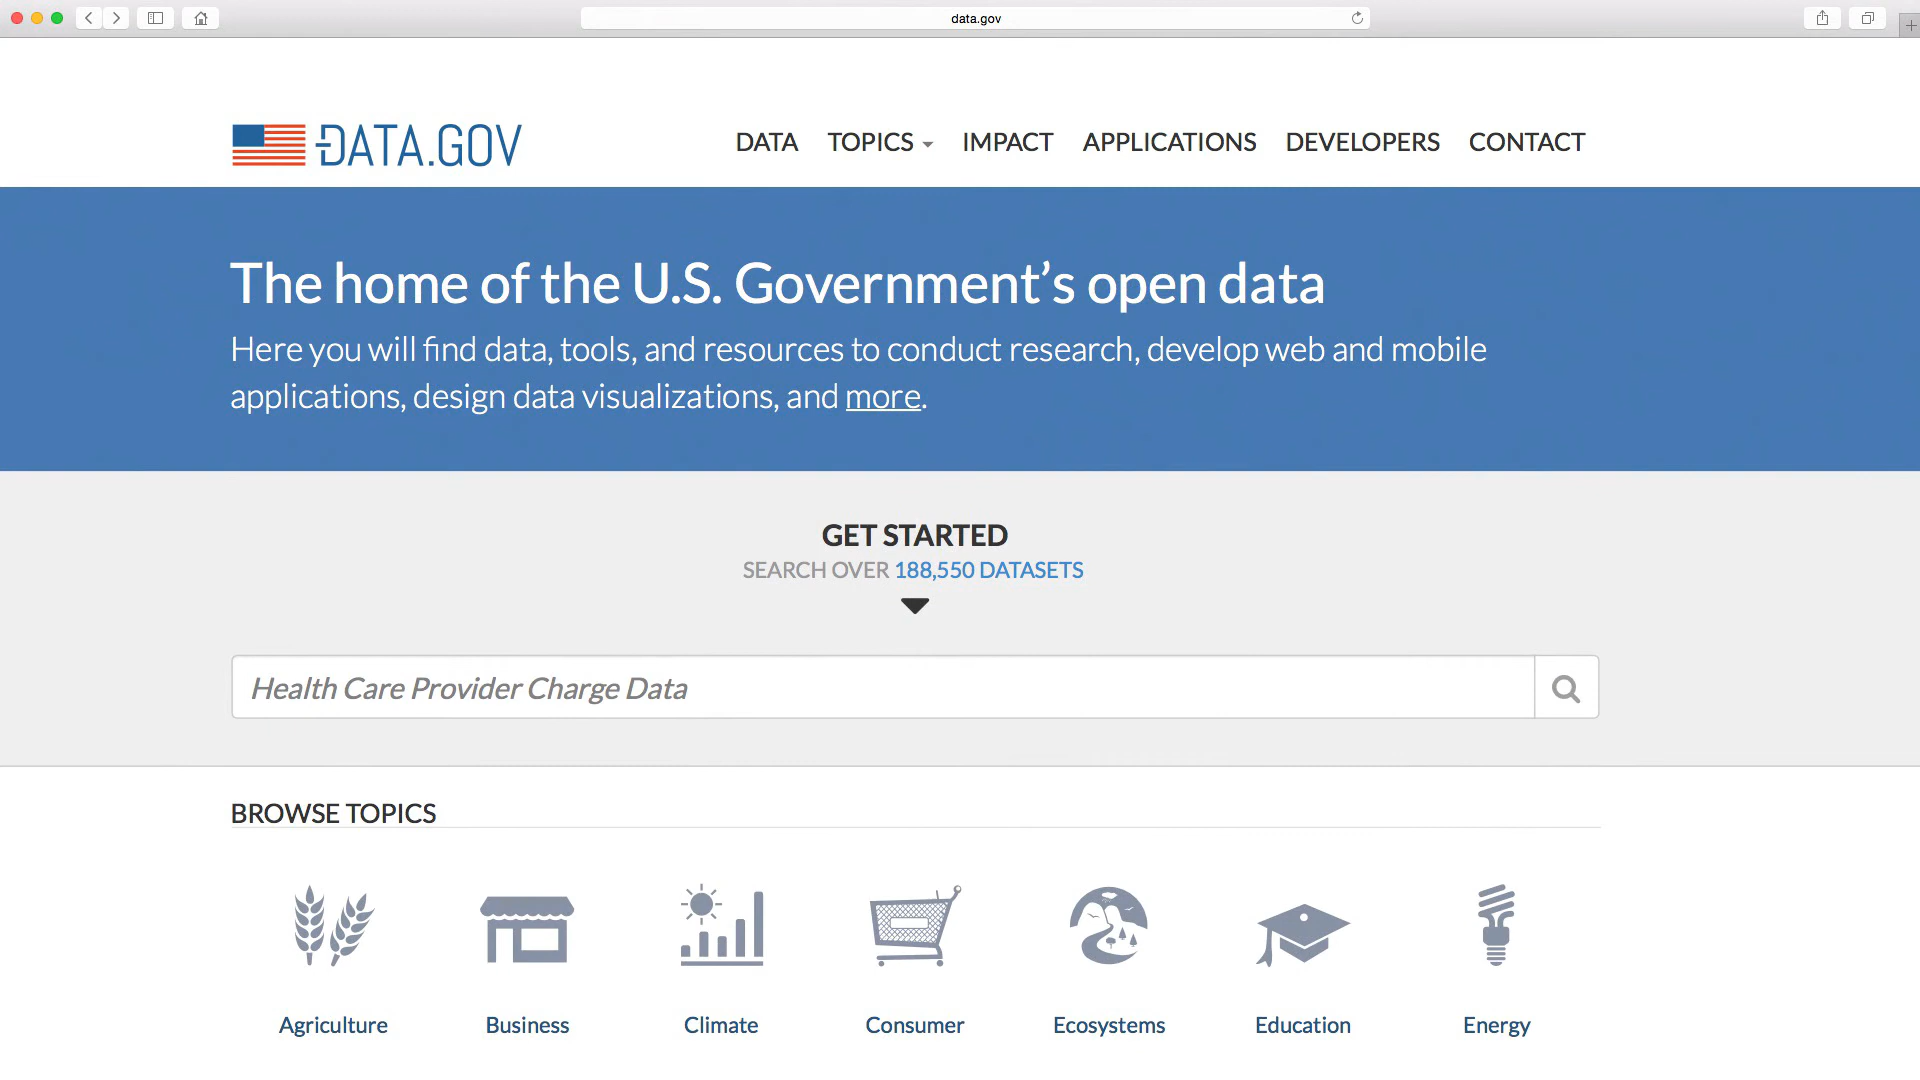 data.gov
DATA.GOV
DATA TOPICS IMPACT APPLICATIONS DEVELOPERS CONTACT
The home of the U.S. Government’s open data
Here you will find data, tools, and resources to conduct research, develop web and mobile
applications, design data visualizations, and more.
GET STARTED
SEARCH OVER 188,550 DATASETS
Health Care Provider Charge Data
BROWSE TOPICS
Agriculture Business Climate Consumer Ecosystems Education Energy